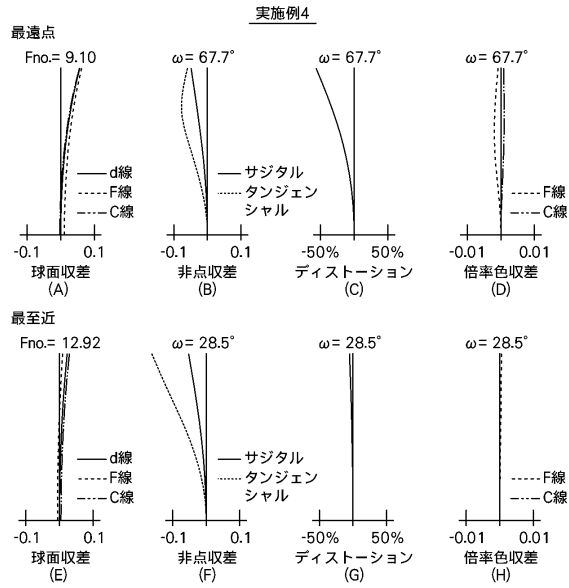 実施例4
最遠点
Fno.= 9.10
ω= 67.7°
ω= 67.7°
ω= 67.7°
d線
F線
C線
サジタル
タンジェン
シャル
F線
C線
-0.1 0.1
-0.1 0.1
-50% 50%
-0.01 0.01
球面収差
非点収差
ディストーション
倍率色収差
(A)
(B)
(C)
(D)
最至近
Fno.= 12.92
ω= 28.5°
ω= 28.5°
ω= 28.5°
d線
F線
C線
サジタル
タンジェン
シャル
F線
C線
-0.1 0.1
-0.1 0.1
-50% 50%
-0.01 0.01
球面収差
非点収差
ディストーション
倍率色収差
(E)
(F)
(G)
(H)